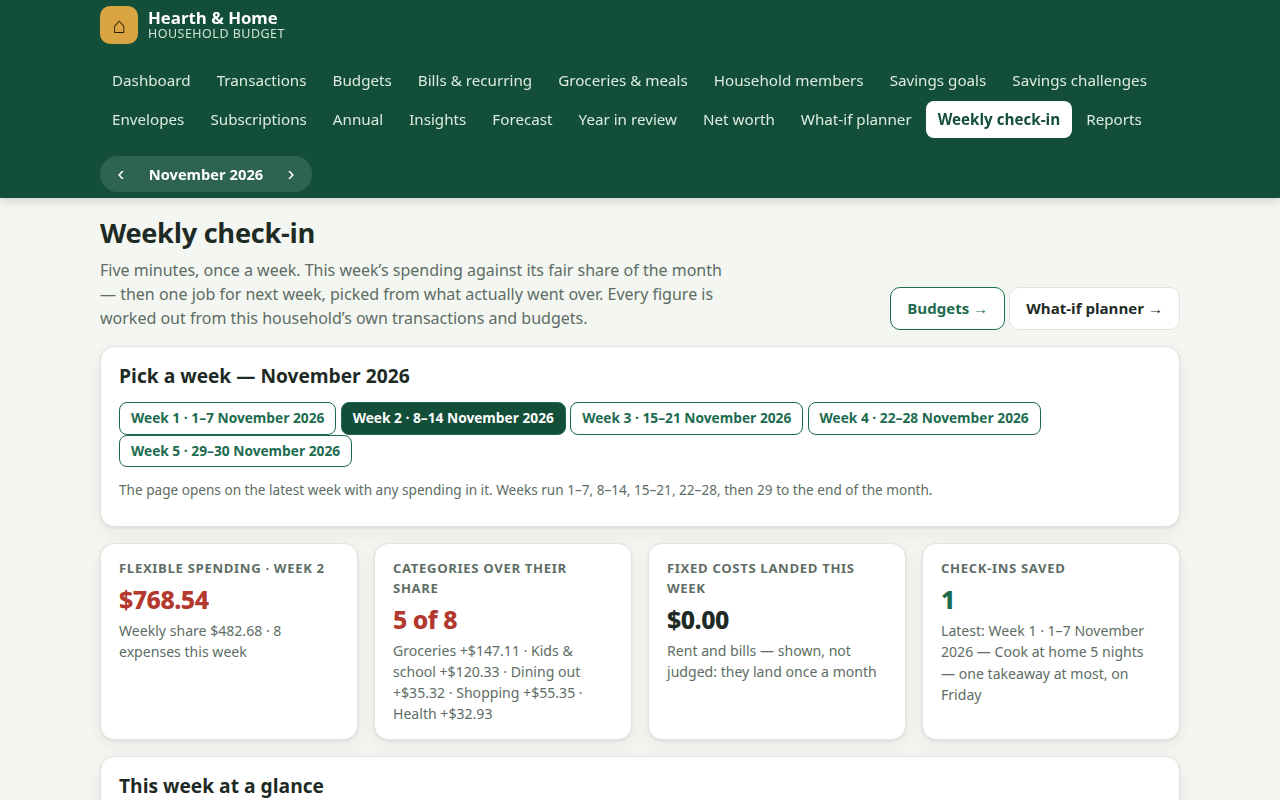 ⌂
Hearth & Home
HOUSEHOLD BUDGET
Dashboard Transactions Budgets Bills & recurring Groceries & meals Household members Savings goals Savings challenges
Envelopes Subscriptions Annual Insights Forecast Year in review Net worth What-if planner Weekly check-in Reports
‹ November 2026 ›
Weekly check-in
Five minutes, once a week. This week’s spending against its fair share of the month
— then one job for next week, picked from what actually went over. Every figure is
worked out from this household’s own transactions and budgets.
Budgets → What-if planner →
Pick a week — November 2026
Week 1 · 1–7 November 2026 Week 2 · 8–14 November 2026 Week 3 · 15–21 November 2026 Week 4 · 22–28 November 2026
Week 5 · 29–30 November 2026
The page opens on the latest week with any spending in it. Weeks run 1–7, 8–14, 15–21, 22–28, then 29 to the end of the month.
FLEXIBLE SPENDING · WEEK 2
$768.54
Weekly share $482.68 · 8
expenses this week
CATEGORIES OVER THEIR
SHARE
5 of 8
Groceries +$147.11 · Kids &
school +$120.33 · Dining out
+$35.32 · Shopping +$55.35 ·
Health +$32.93
FIXED COSTS LANDED THIS
WEEK
$0.00
Rent and bills — shown, not
judged: they land once a month
CHECK-INS SAVED
1
Latest: Week 1 · 1–7 November
2026 — Cook at home 5 nights
— one takeaway at most, on
Friday
This week at a glance